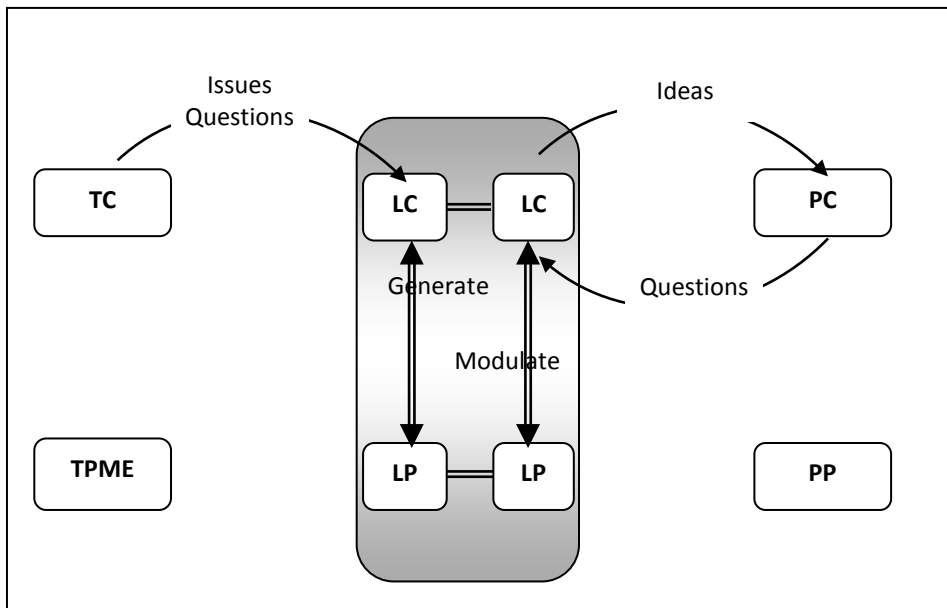 Issues
Questions
Ideas
TC
LC
LC
PC
Generate
Questions
Modulate
TPME
LP
LP
PP